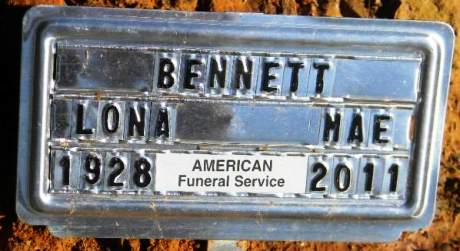 BENNETT
LONA MAE
1928 AMERICAN Funeral Service 2011